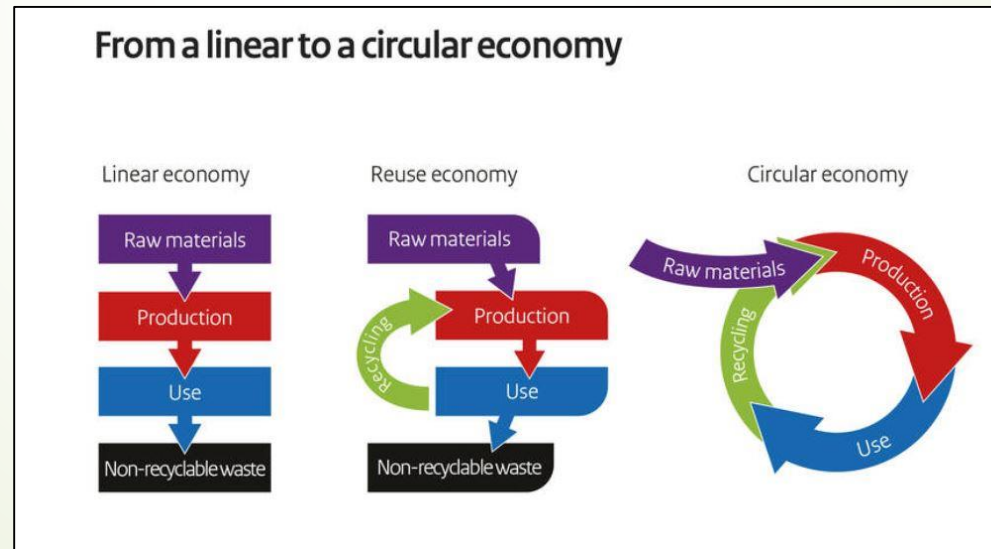 From a linear to a circular economy
Linear economy
Raw materials
Production
Use
Non-recyclable waste
Reuse economy
Raw materials
Production
Recycling
Use
Non-recyclable waste
Circular economy
Raw materials
Production
Use
Recycling